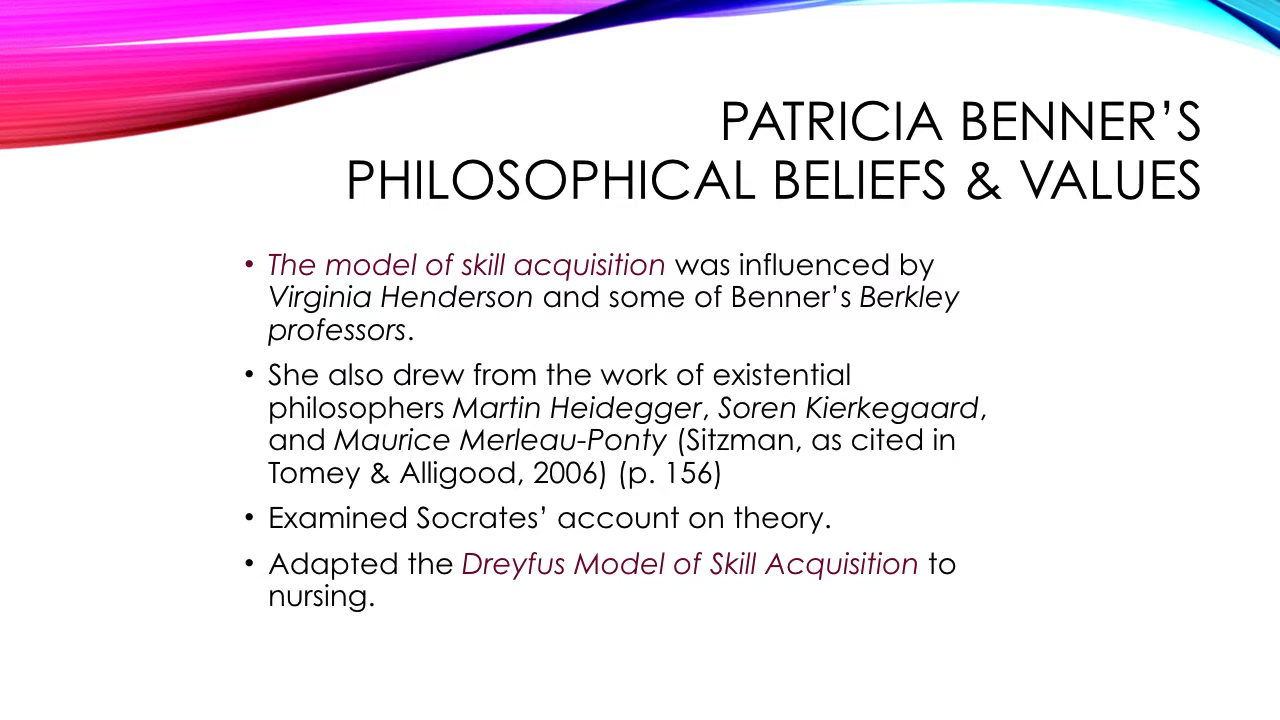 PATRICIA BENNER’S
PHILOSOPHICAL BELIEFS & VALUES
• The model of skill acquisition was influenced by
Virginia Henderson and some of Benner’s Berkley
professors.
• She also drew from the work of existential
philosophers Martin Heidegger, Soren Kierkegaard,
and Maurice Merleau-Ponty (Sitzman, as cited in
Tomey & Alligood, 2006) (p. 156)
• Examined Socrates’ account on theory.
• Adapted the Dreyfus Model of Skill Acquisition to
nursing.